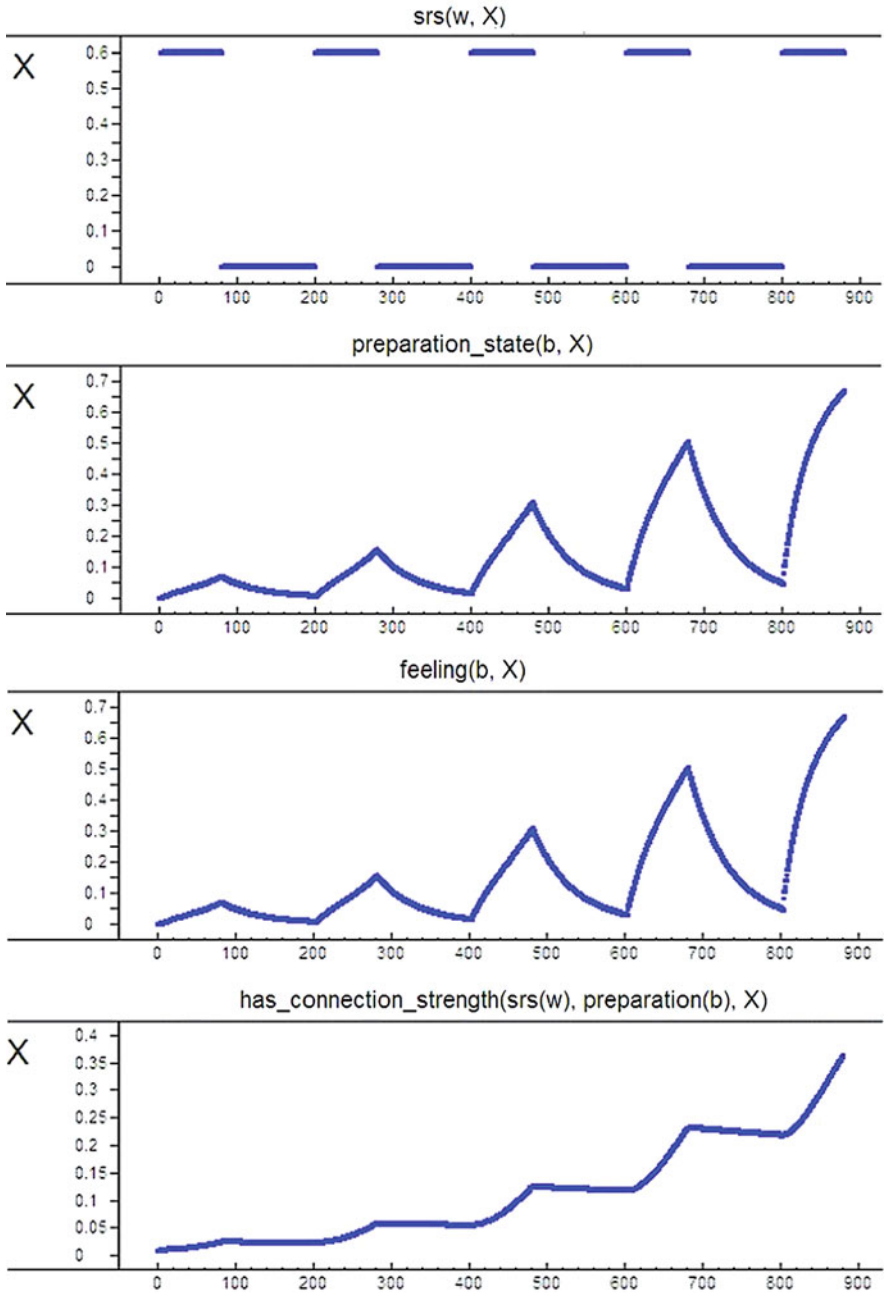 srs(w, X)
X
0.6
0.5
0.4
0.3
0.2
0.1
0
0 100 200 300 400 500 600 700 800 900
preparation_state(b, X)
X
0.7
0.6
0.5
0.4
0.3
0.2
0.1
0
0 100 200 300 400 500 600 700 800 900
feeling(b, X)
X
0.7
0.6
0.5
0.4
0.3
0.2
0.1
0
0 100 200 300 400 500 600 700 800 900
has_connection_strength(srs(w), preparation(b), X)
X
0.4
0.35
0.3
0.25
0.2
0.15
0.1
0.05
0
0 100 200 300 400 500 600 700 800 900